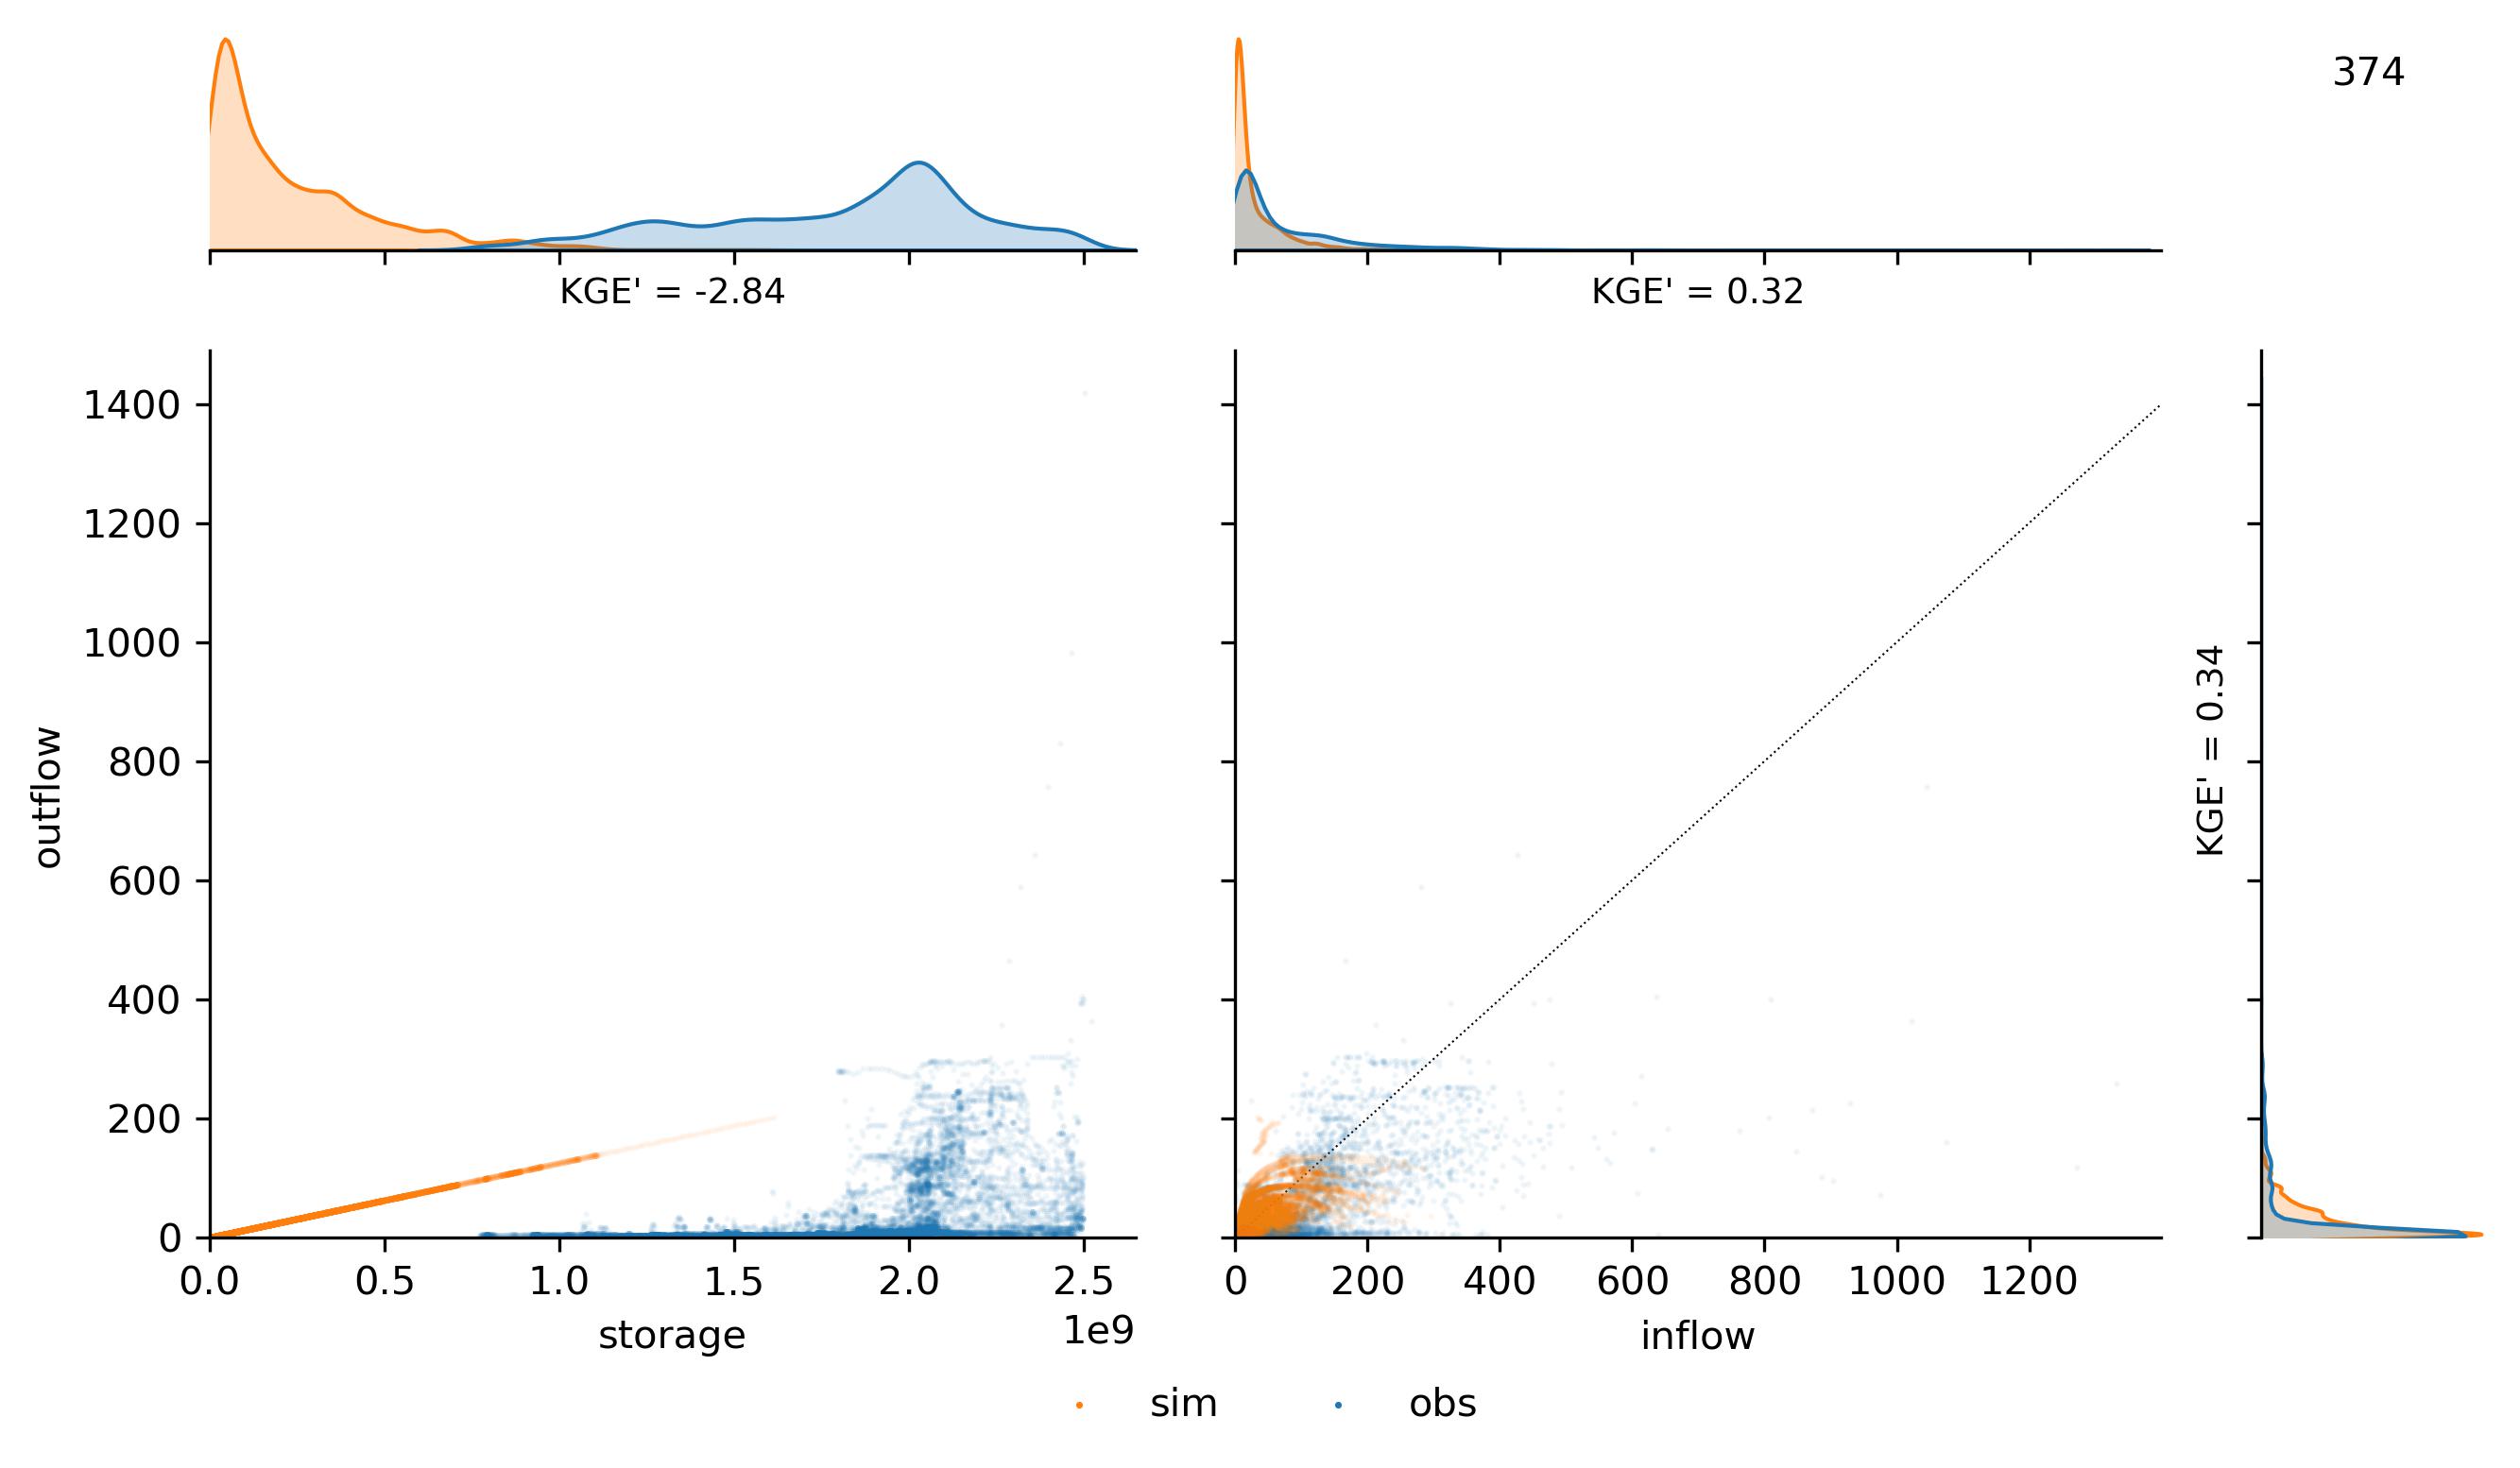 374
KGE' = -2.84
KGE' = 0.32
1400
1200
1000
800
600
400
200
0
outflow
KGE' = 0.34
0.0 0.5 1.0 1.5 2.0 2.5
1e9
storage
0 200 400 600 800 1000 1200
inflow
sim obs